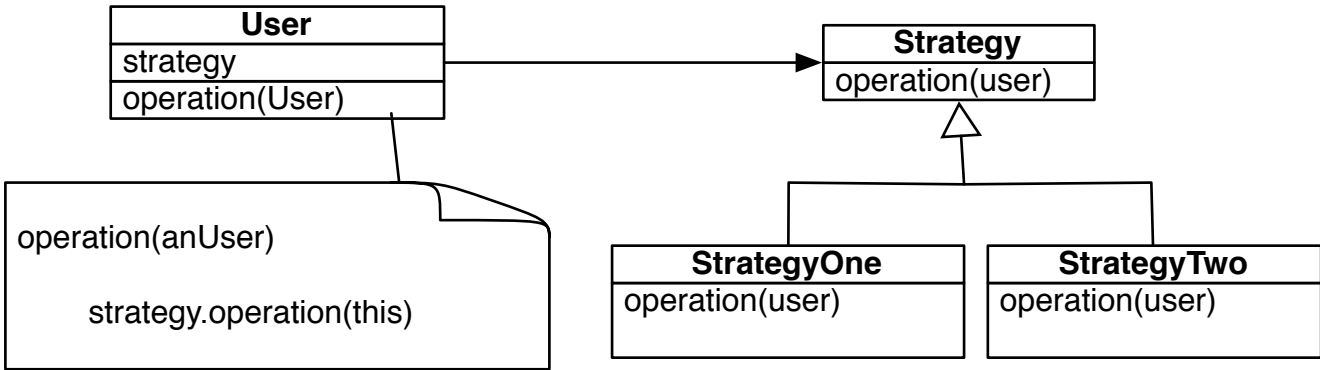 User
strategy
operation(User)
Strategy
operation(user)
operation(anUser)
strategy.operation(this)
StrategyOne
operation(user)
StrategyTwo
operation(user)